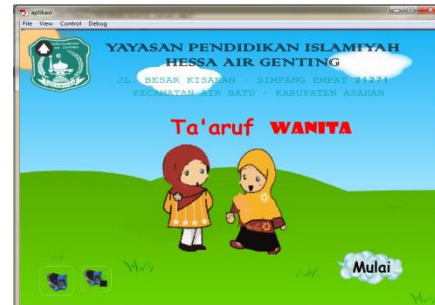 aplikasi
File View Control Debug
YAYASAN PENDIDIKAN ISLAMIYAH
HESSA AIR GENTING
JL. BESAR KISARAN - SIMPANG EMPAT 21274
KECAMATAN AIR BATU - KABUPATEN ASAHAN
Ta'aruf WANITA
Mulai